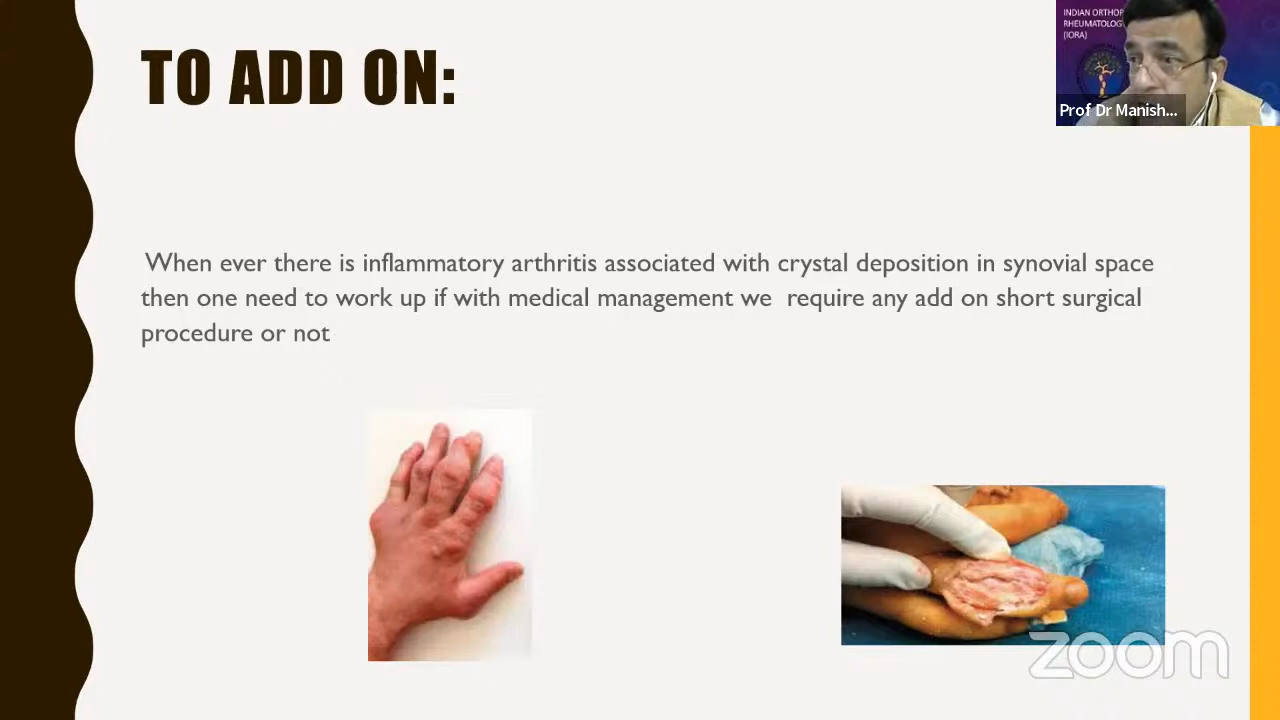 TO ADD ON:
INDIAN ORTHOP
RHEUMATOLOG
(IORA)
Prof Dr Manish...
When ever there is inflammatory arthritis associated with crystal deposition in synovial space
then one need to work up if with medical management we require any add on short surgical
procedure or not
zoom